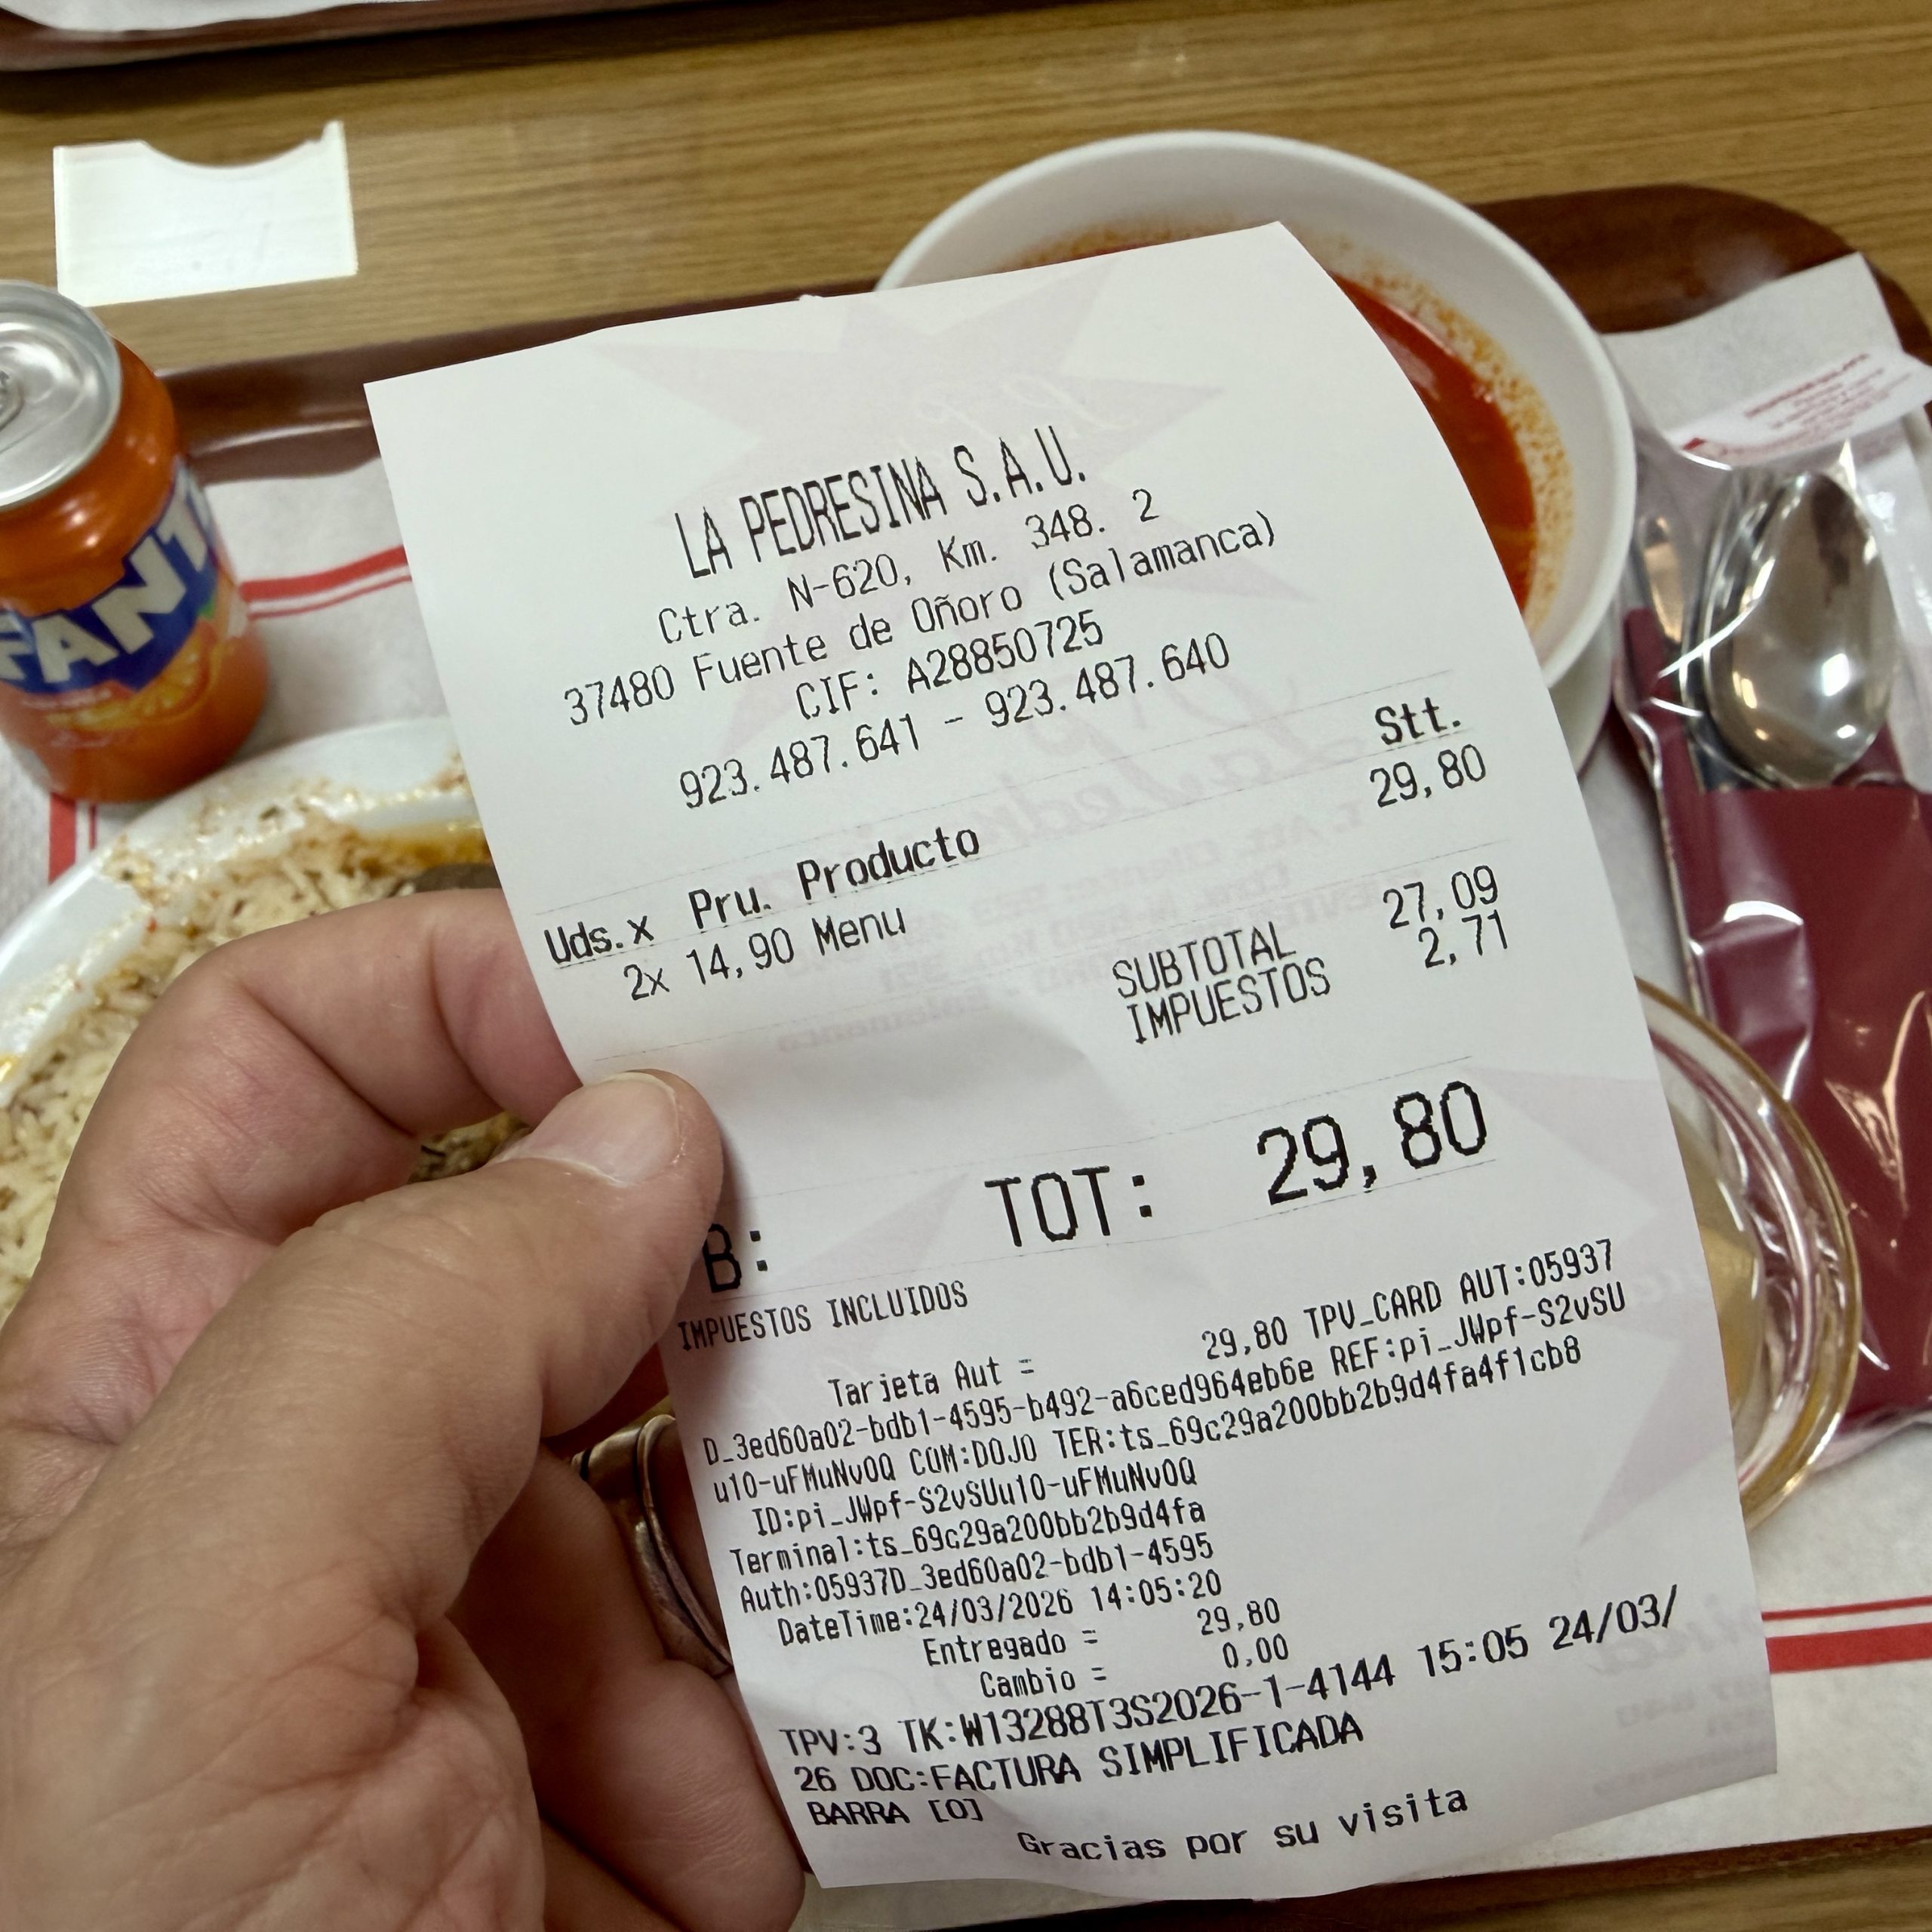 FANT
LA PEDRESINA S.A.U.
Ctra. N-620, Km. 348. 2
37480 Fuente de Oñoro (Salamanca)
CIF: A28850725
923.487.641 - 923.487.640
Uds.x Pru. Producto Stt.
2x 14,90 Menu 29,80
SUBTOTAL 27,09
IMPUESTOS 2,71
B: TOT: 29,80
IMPUESTOS INCLUIDOS
Tarjeta Aut = 29,80 TPV_CARD AUT:05937
D_3ed60a02-bdb1-4595-b492-a6ced964eb6e REF:pi_JWpf-S2vSU
u10-uFMuNvOQ COM:DOJO TER:ts_69c29a200bb2b9d4fa4f1cb8
ID:pi_JWpf-S2vSUu10-uFMuNvOQ
Terminal:ts_69c29a200bb2b9d4fa
Auth:05937D_3ed60a02-bdb1-4595
DateTime:24/03/2026 14:05:20
Entregado = 29,80
Cambio = 0,00
TPV:3 TK:W13288T3S2026-1-4144 15:05 24/03/
26 DOC:FACTURA SIMPLIFICADA
BARRA [0]
Gracias por su visita